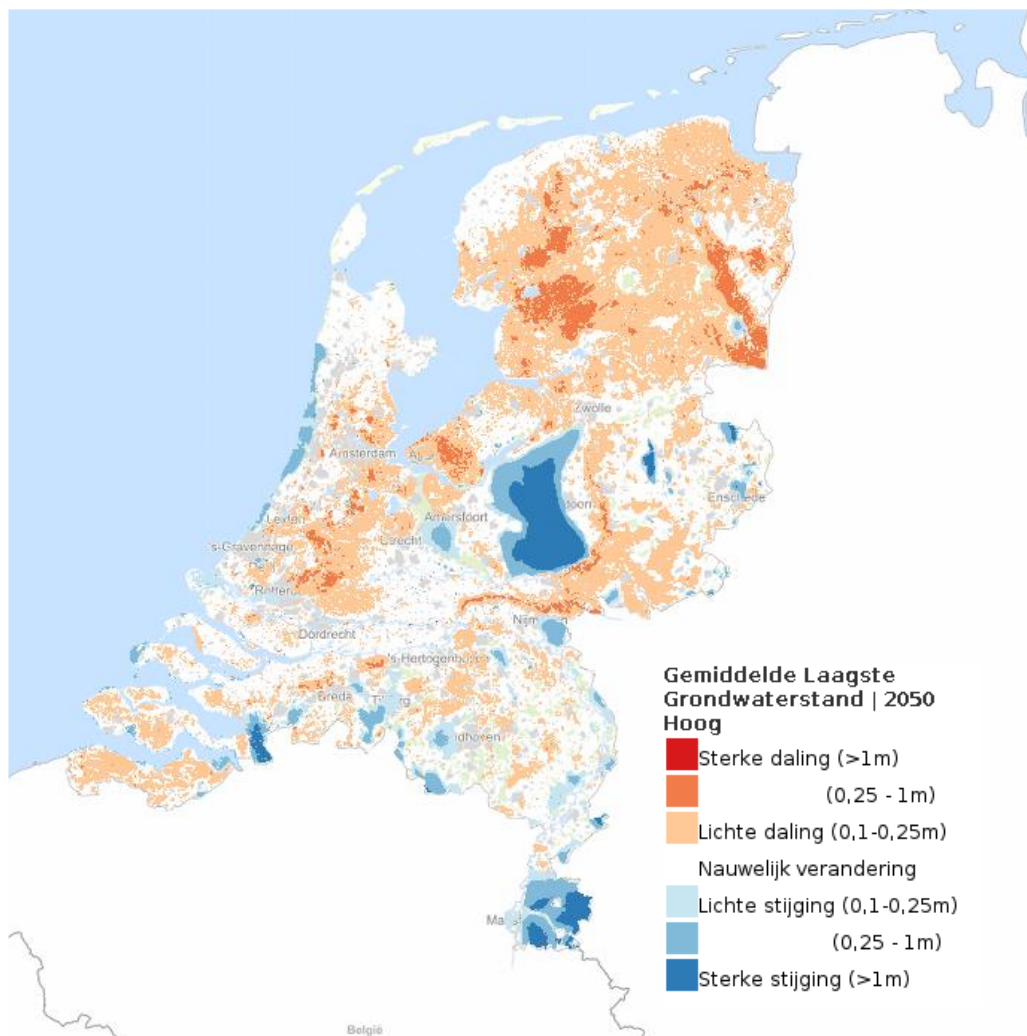 Zwolle
Amsterdam
Enschede
Amersfoort
Leiden
Utrecht
's-Gravenhage
Dordrecht
's-Hertogenbosch
Breda
Gemiddelde Laagste
Grondwaterstand | 2050
Hoog
Sterke daling (>1m)
(0,25 - 1m)
Lichte daling (0,1-0,25m)
Nauwelijk verandering
Lichte stijging (0,1-0,25m)
(0,25 - 1m)
Sterke stijging (>1m)
België